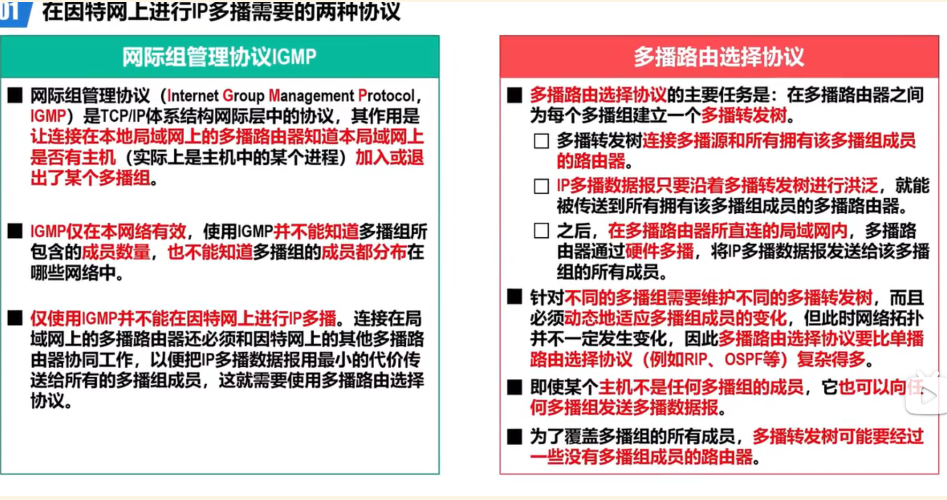 01 在因特网上进行IP多播需要的两种协议
网际组管理协议IGMP
■ 网际组管理协议（Internet Group Management Protocol，
IGMP）是TCP/IP体系结构网际层中的协议，其作用是
让连接在本地局域网上的多播路由器知道本局域网上
是否有主机（实际上是主机中的某个进程）加入或退
出了某个多播组。
■ IGMP仅在本网络有效，使用IGMP并不能知道多播组所
包含的成员数量，也不能知道多播组的成员都分布在
哪些网络中。
■ 仅使用IGMP并不能在因特网上进行IP多播。连接在局
域网上的多播路由器还必须和因特网上的其他多播路
由器协同工作，以便把IP多播数据报用最小的代价传
送给所有的多播组成员，这就需要使用多播路由选择
协议。
多播路由选择协议
■ 多播路由选择协议的主要任务是：在多播路由器之间
为每个多播组建立一个多播转发树。
□ 多播转发树连接多播源和所有拥有该多播组成员
的路由器。
□ IP多播数据报只要沿着多播转发树进行洪泛，就能
被传送到所有拥有该多播组成员的多播路由器。
□ 之后，在多播路由器所直连的局域网内，多播路
由器通过硬件多播，将IP多播数据报发送给该多播
组的所有成员。
■ 针对不同的多播组需要维护不同的多播转发树，而且
必须动态地适应多播组成员的变化，但此时网络拓扑
并不一定发生变化，因此多播路由选择协议要比单播
路由选择协议（例如RIP、OSPF等）复杂得多。
■ 即使某个主机不是任何多播组的成员，它也可以向任
何多播组发送多播数据报。
■ 为了覆盖多播组的所有成员，多播转发树可能要经过
一些没有多播组成员的路由器。